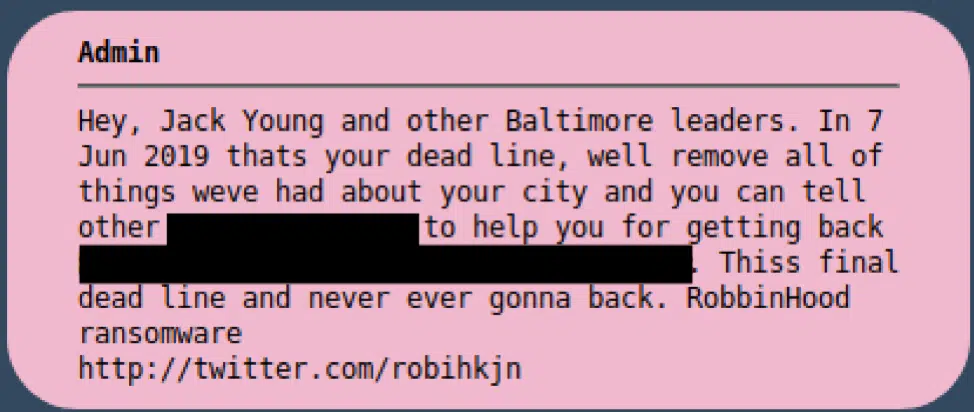 Admin
Hey, Jack Young and other Baltimore leaders. In 7
Jun 2019 thats your dead line, well remove all of
things weve had about your city and you can tell
other to help you for getting back
. Thiss final
dead line and never ever gonna back. RobbinHood
ransomware
http://twitter.com/robihkjn